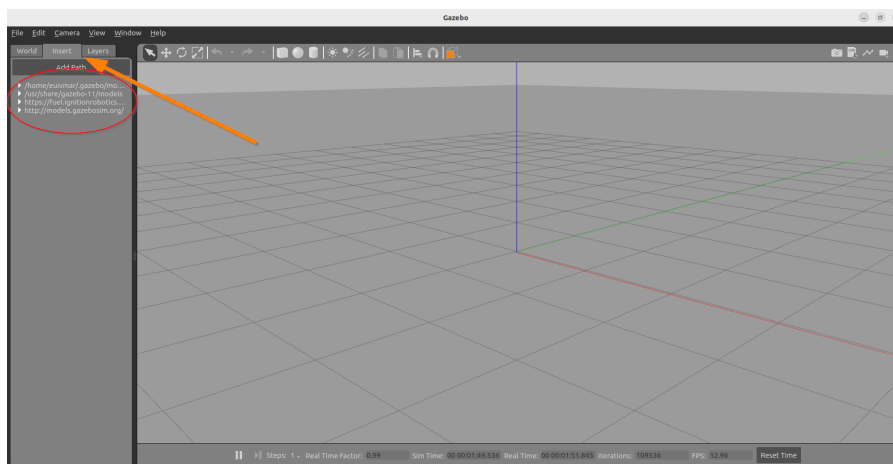 Gazebo
File Edit Camera View Window Help
World Insert Layers
Add Path
/home/euivmar/.gazebo/mo...
/usr/share/gazebo-11/models
https://fuel.ignitionrobotics....
http://models.gazebosim.org/
Steps: 1 Real Time Factor: 0.99 Sim Time: 00 00:01:49.536 Real Time: 00 00:01:51.845 Iterations: 109536 FPS: 12.96 Reset Time